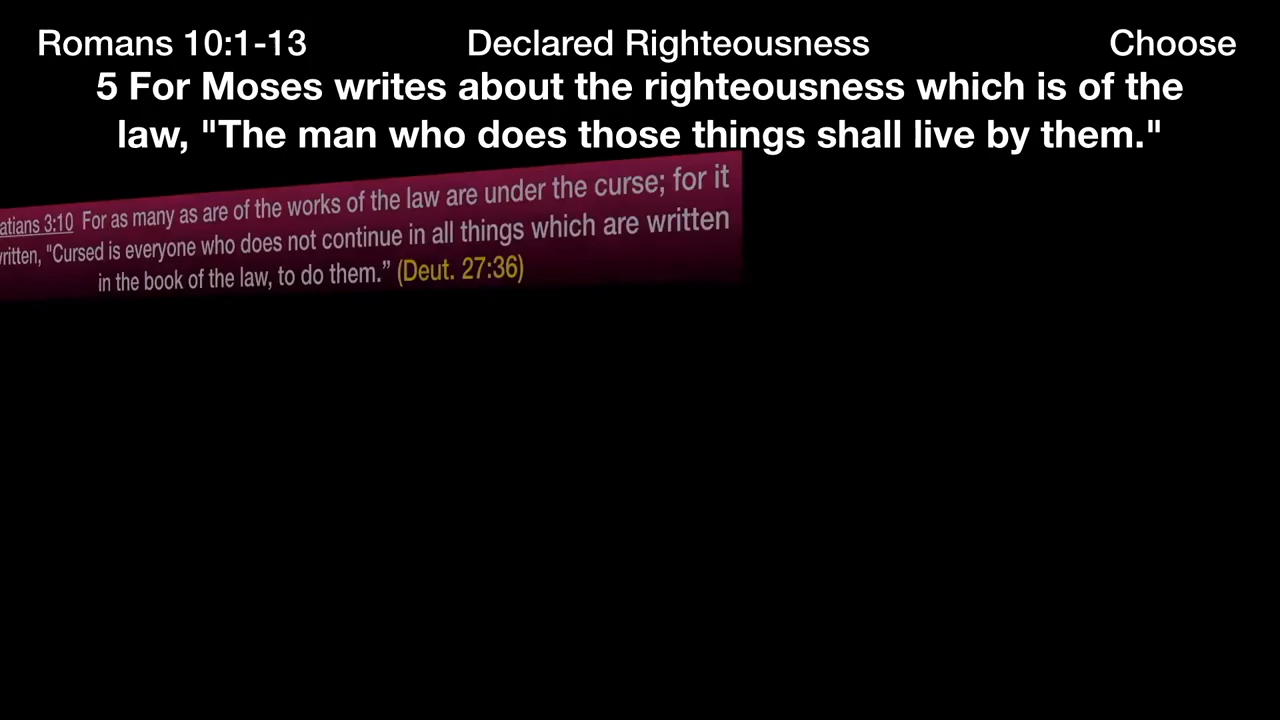 Romans 10:1-13 Declared Righteousness Choose
5 For Moses writes about the righteousness which is of the
law, "The man who does those things shall live by them."
atians 3:10 For as many as are of the works of the law are under the curse; for it
ritten, "Cursed is everyone who does not continue in all things which are written
in the book of the law, to do them.” (Deut. 27:36)